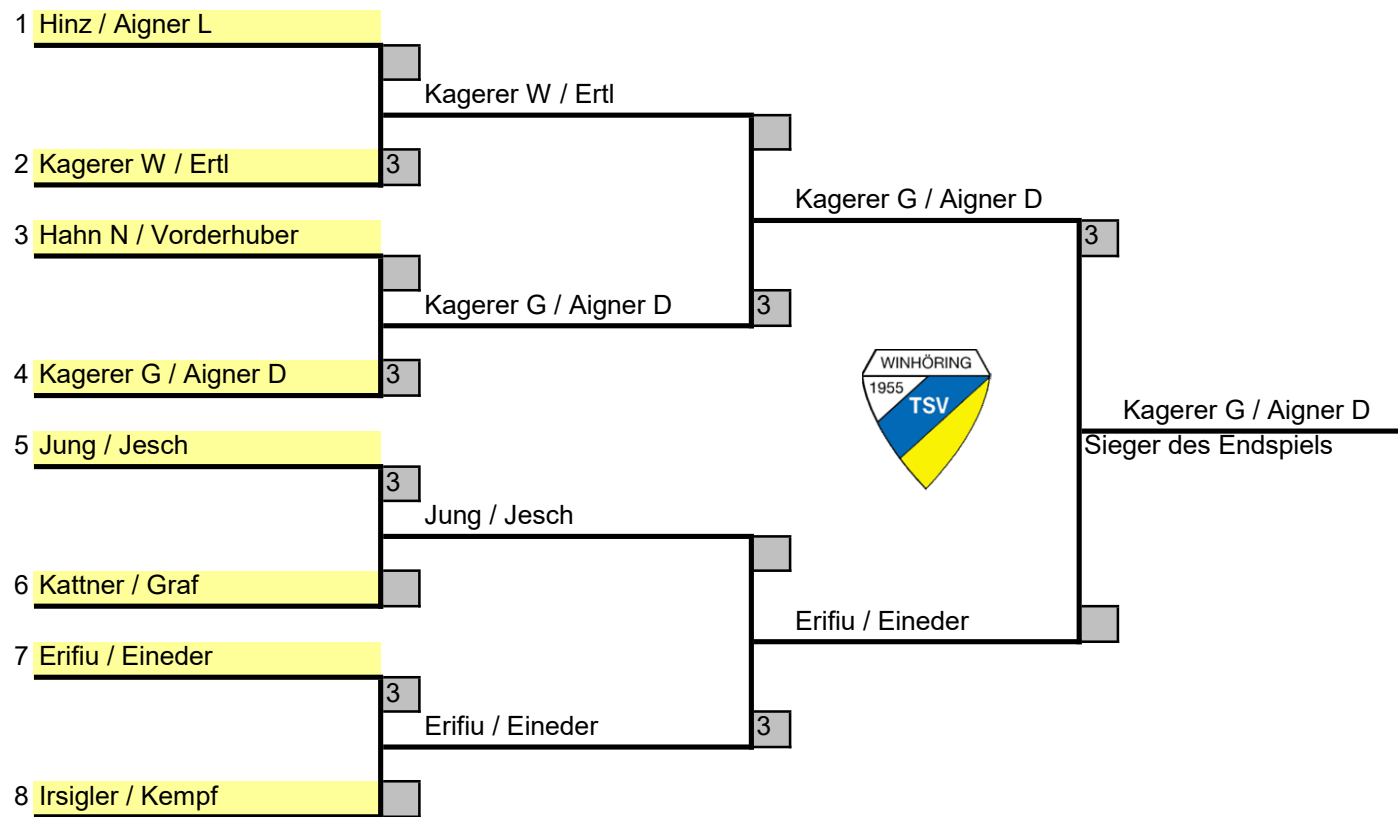 1 Hinz / Aigner L
Kagerer W / Ertl
2 Kagerer W / Ertl 3
Kagerer G / Aigner D
3 Hahn N / Vorderhuber 3
Kagerer G / Aigner D 3
4 Kagerer G / Aigner D 3
WINHÖRING
1955
TSV
Kagerer G / Aigner D
Sieger des Endspiels
5 Jung / Jesch
3
Jung / Jesch
6 Kattner / Graf
Erifiu / Eineder
7 Erifiu / Eineder
3
Erifiu / Eineder 3
8 Irsigler / Kempf